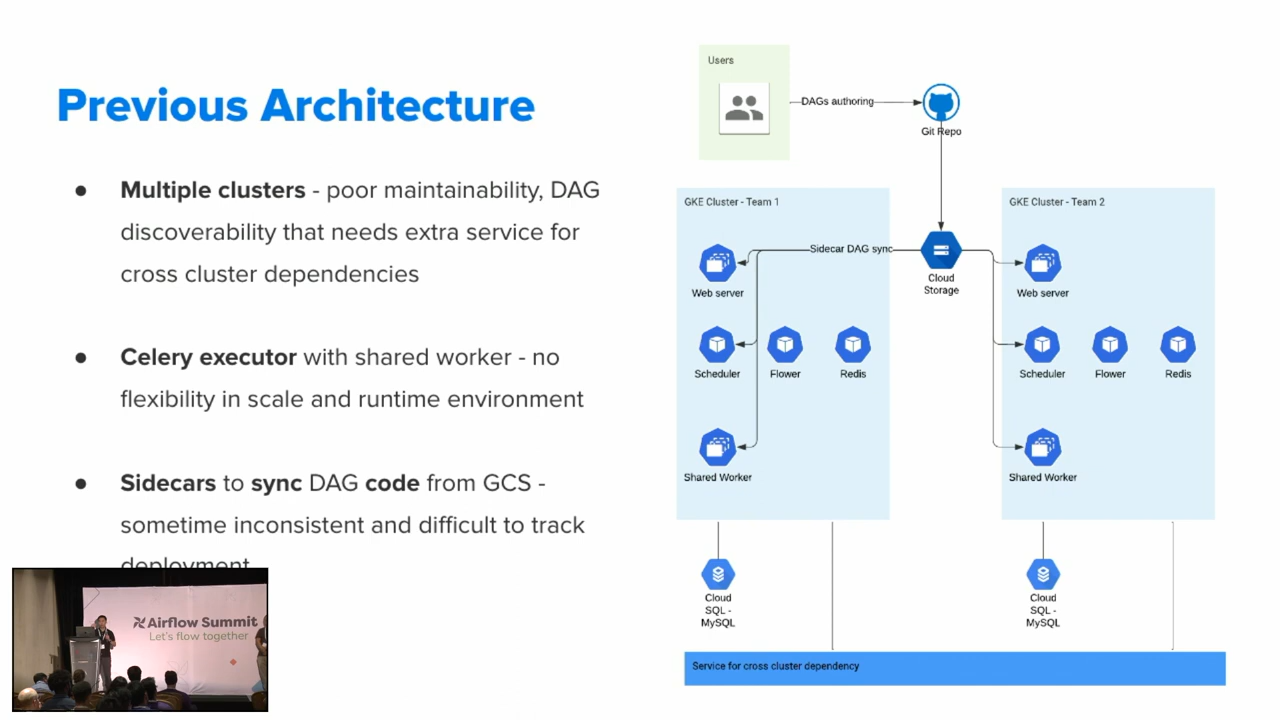 Previous Architecture
● Multiple clusters - poor maintainability, DAG
discoverability that needs extra service for
cross cluster dependencies
● Celery executor with shared worker - no
flexibility in scale and runtime environment
● Sidecars to sync DAG code from GCS -
sometime inconsistent and difficult to track
deployment
Users
DAGs authoring
Git Repo
GKE Cluster - Team 1
Sidecar DAG sync
Cloud
Storage
Web server
Scheduler
Flower
Redis
Shared Worker
GKE Cluster - Team 2
Web server
Scheduler
Flower
Redis
Shared Worker
Cloud
SQL -
MySQL
Cloud
SQL -
MySQL
Service for cross cluster dependency
Airflow Summit
Let's flow together